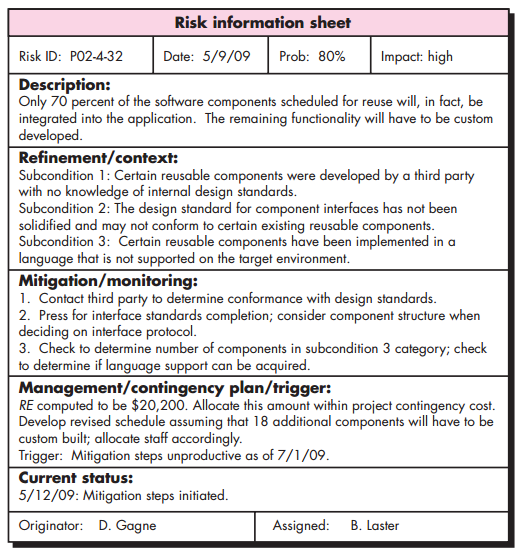 Risk information sheet
Risk ID: P02-4-32 Date: 5/9/09 Prob: 80% Impact: high
Description:
Only 70 percent of the software components scheduled for reuse will, in fact, be
integrated into the application. The remaining functionality will have to be custom
developed.
Refinement/context:
Subcondition 1: Certain reusable components were developed by a third party
with no knowledge of internal design standards.
Subcondition 2: The design standard for component interfaces has not been
solidified and may not conform to certain existing reusable components.
Subcondition 3: Certain reusable components have been implemented in a
language that is not supported on the target environment.
Mitigation/monitoring:
1. Contact third party to determine conformance with design standards.
2. Press for interface standards completion; consider component structure when
deciding on interface protocol.
3. Check to determine number of components in subcondition 3 category; check
to determine if language support can be acquired.
Management/contingency plan/trigger:
RE computed to be $20,200. Allocate this amount within project contingency cost.
Develop revised schedule assuming that 18 additional components will have to be
custom built; allocate staff accordingly.
Trigger: Mitigation steps unproductive as of 7/1/09.
Current status:
5/12/09: Mitigation steps initiated.
Originator: D. Gagne Assigned: B. Laster